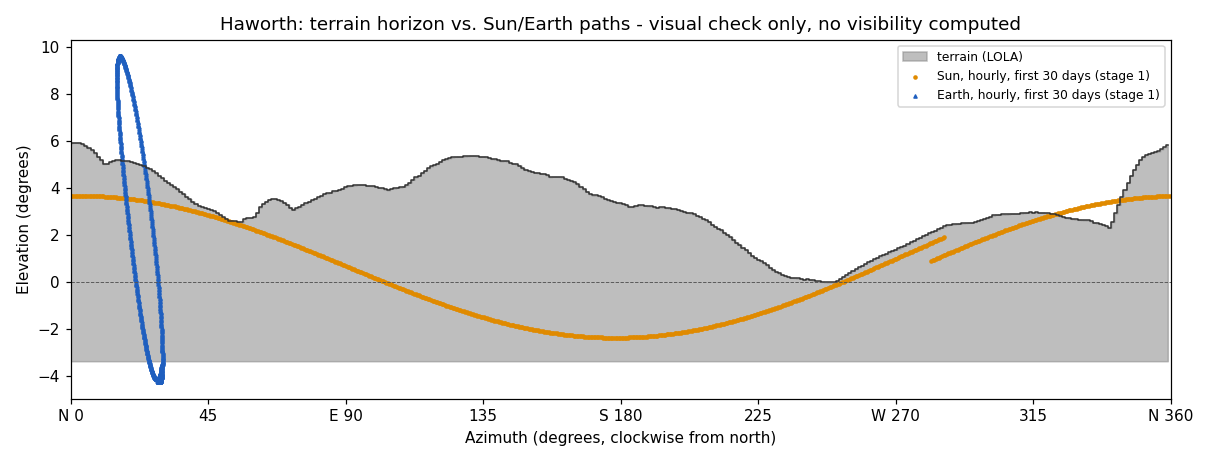 Haworth: terrain horizon vs. Sun/Earth paths - visual check only, no visibility computed
terrain (LOLA)
Sun, hourly, first 30 days (stage 1)
Earth, hourly, first 30 days (stage 1)
Elevation (degrees)
10
8
6
4
2
0
−2
−4
N 0
45
E 90
135
S 180
225
W 270
315
N 360
Azimuth (degrees, clockwise from north)